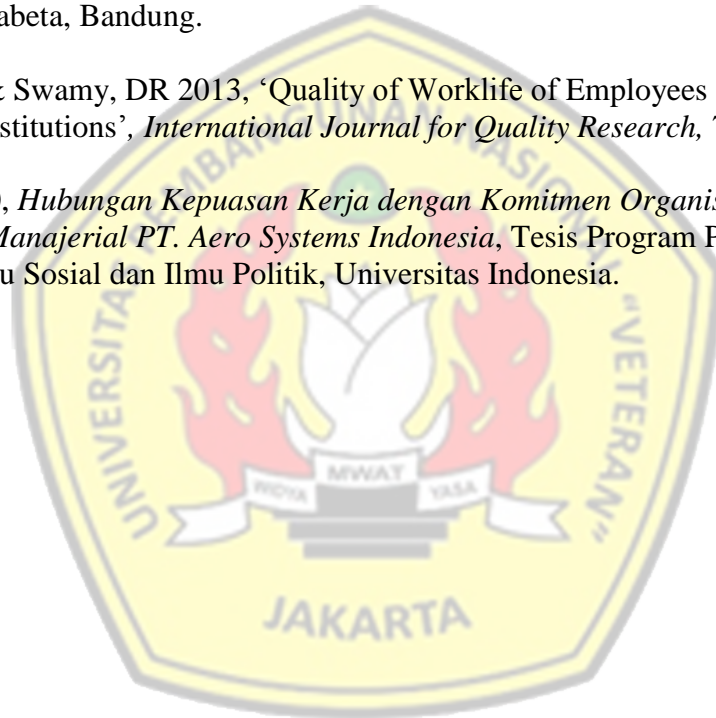 abeta, Bandung.
& Swamy, DR 2013, ‘Quality of Worklife of Employees
stitutions’, International Journal for Quality Research,
), Hubungan Kepuasan Kerja dengan Komitmen Organis
Manajerial PT. Aero Systems Indonesia, Tesis Program P
u Sosial dan Ilmu Politik, Universitas Indonesia.
UNIVERSITAS PEMBANGUNAN NASIONAL "VETERAN"
WIDYA MWAT YASA
JAKARTA